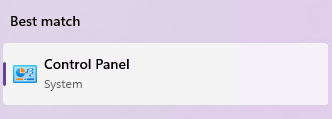 Best match
Control Panel
System